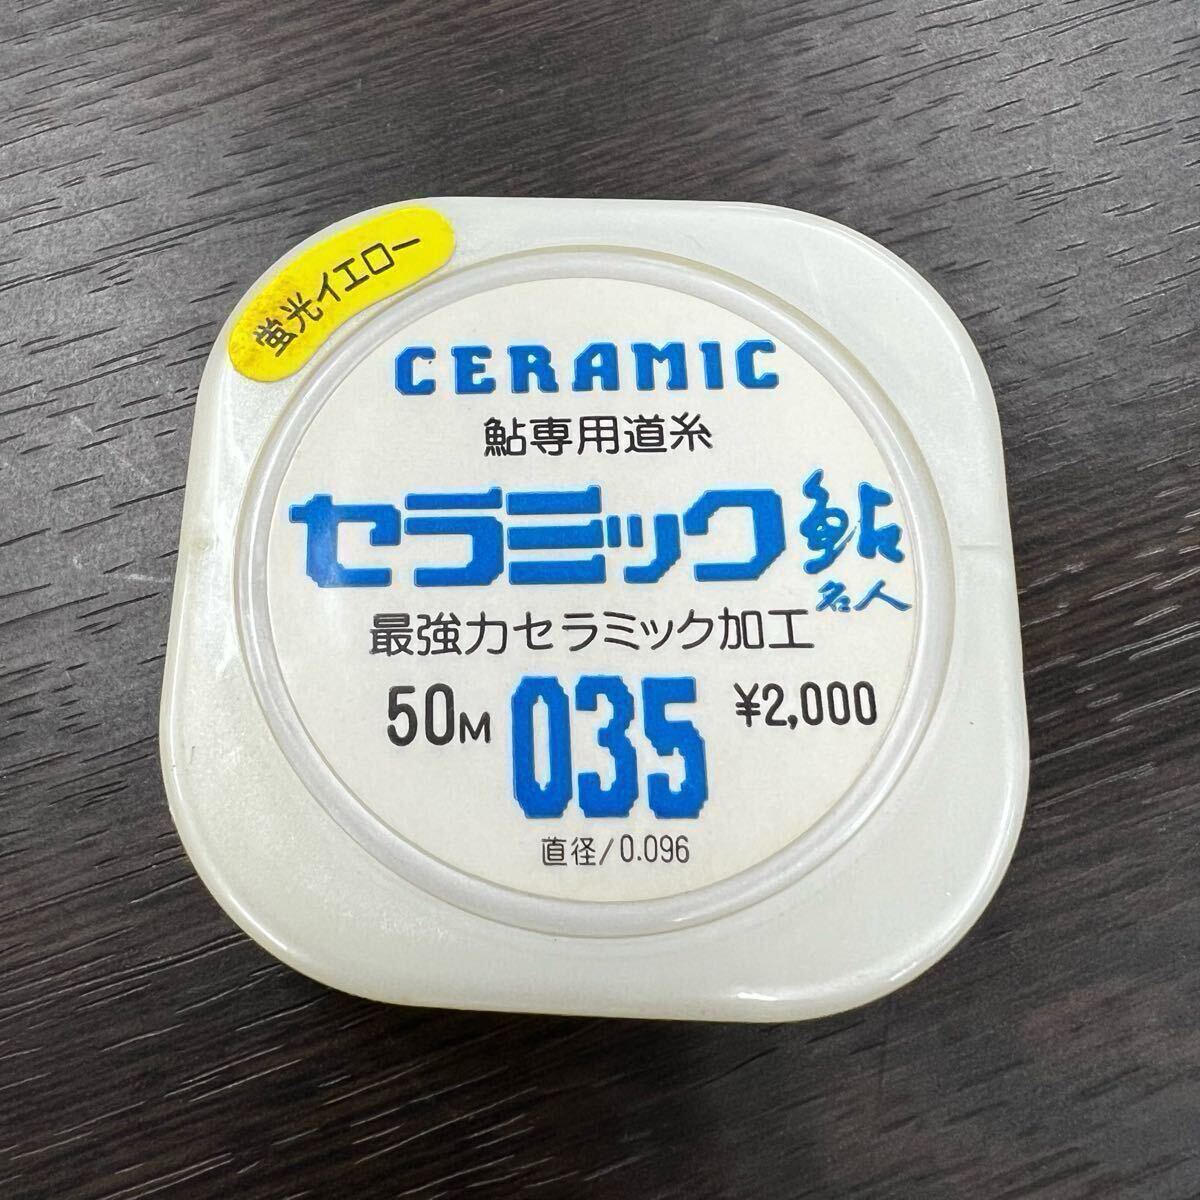 蛍光イエロー
CERAMIC
鮎専用道糸
セラミック鮎名人
最強力セラミック加工
50M 035 ¥2,000
直径/0.096